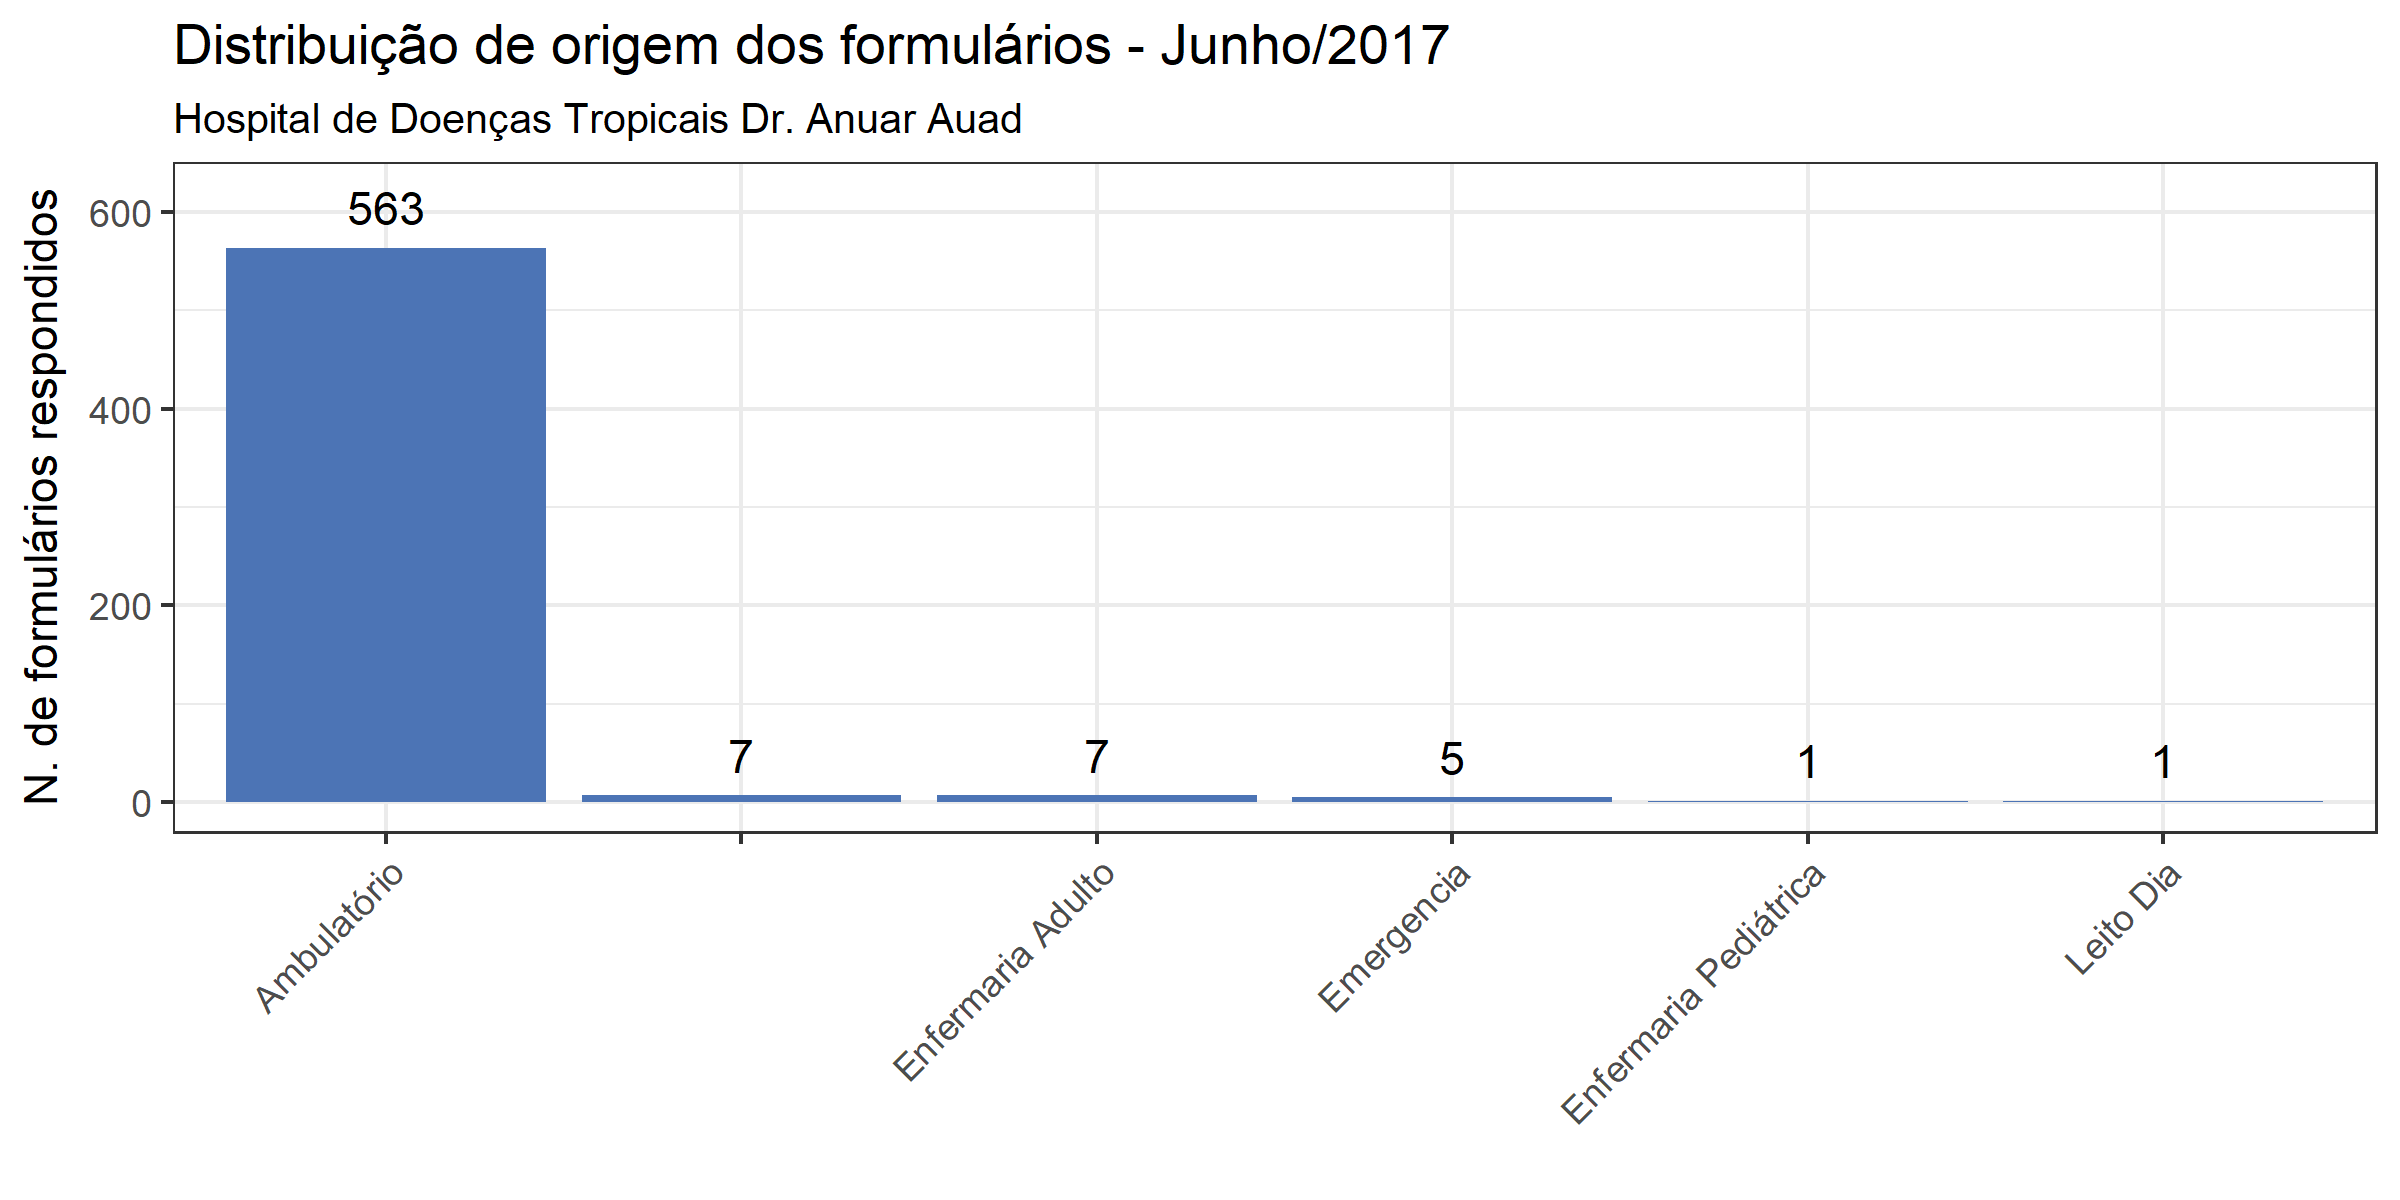 Distribuição de origem dos formulários - Junho/2017
Hospital de Doenças Tropicais Dr. Anuar Auad
N. de formulários respondidos
600
400
200
0
563
7
7
5
1
1
Ambulatório
Enfermaria Adulto
Emergencia
Enfermaria Pediátrica
Leito Dia